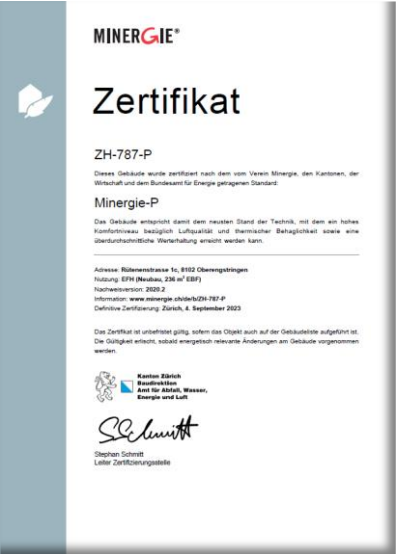 MINERGIE®
Zertifikat
ZH-787-P
Dieses Gebäude wurde zertifiziert nach dem vom Verein Minergie, den Kantonen, der
Wirtschaft und dem Bundesamt für Energie getragenen Standard:
Minergie-P
Das Gebäude entspricht damit dem neusten Stand der Technik, mit dem ein hohes
Komfortniveau bezüglich Luftqualität und thermischer Behaglichkeit sowie eine
überdurchschnittliche Werterhaltung erreicht werden kann.
Adresse: Rütenenstrasse 1c, 8102 Oberengstringen
Nutzung: EFH (Neubau, 236 m² EBF)
Nachweisversion: 2020.2
Information: www.minergie.ch/de/b/ZH-787-P
Definitive Zertifizierung: Zürich, 4. September 2023
Das Zertifikat ist unbefristet gültig, sofern das Objekt auch auf der Gebäudeliste aufgeführt ist.
Die Gültigkeit erlischt, sobald energetisch relevante Änderungen am Gebäude vorgenommen
werden.
Kanton Zürich
Baudirektion
Amt für Abfall, Wasser,
Energie und Luft
SSchmitt
Stephan Schmitt
Leiter Zertifizierungsstelle